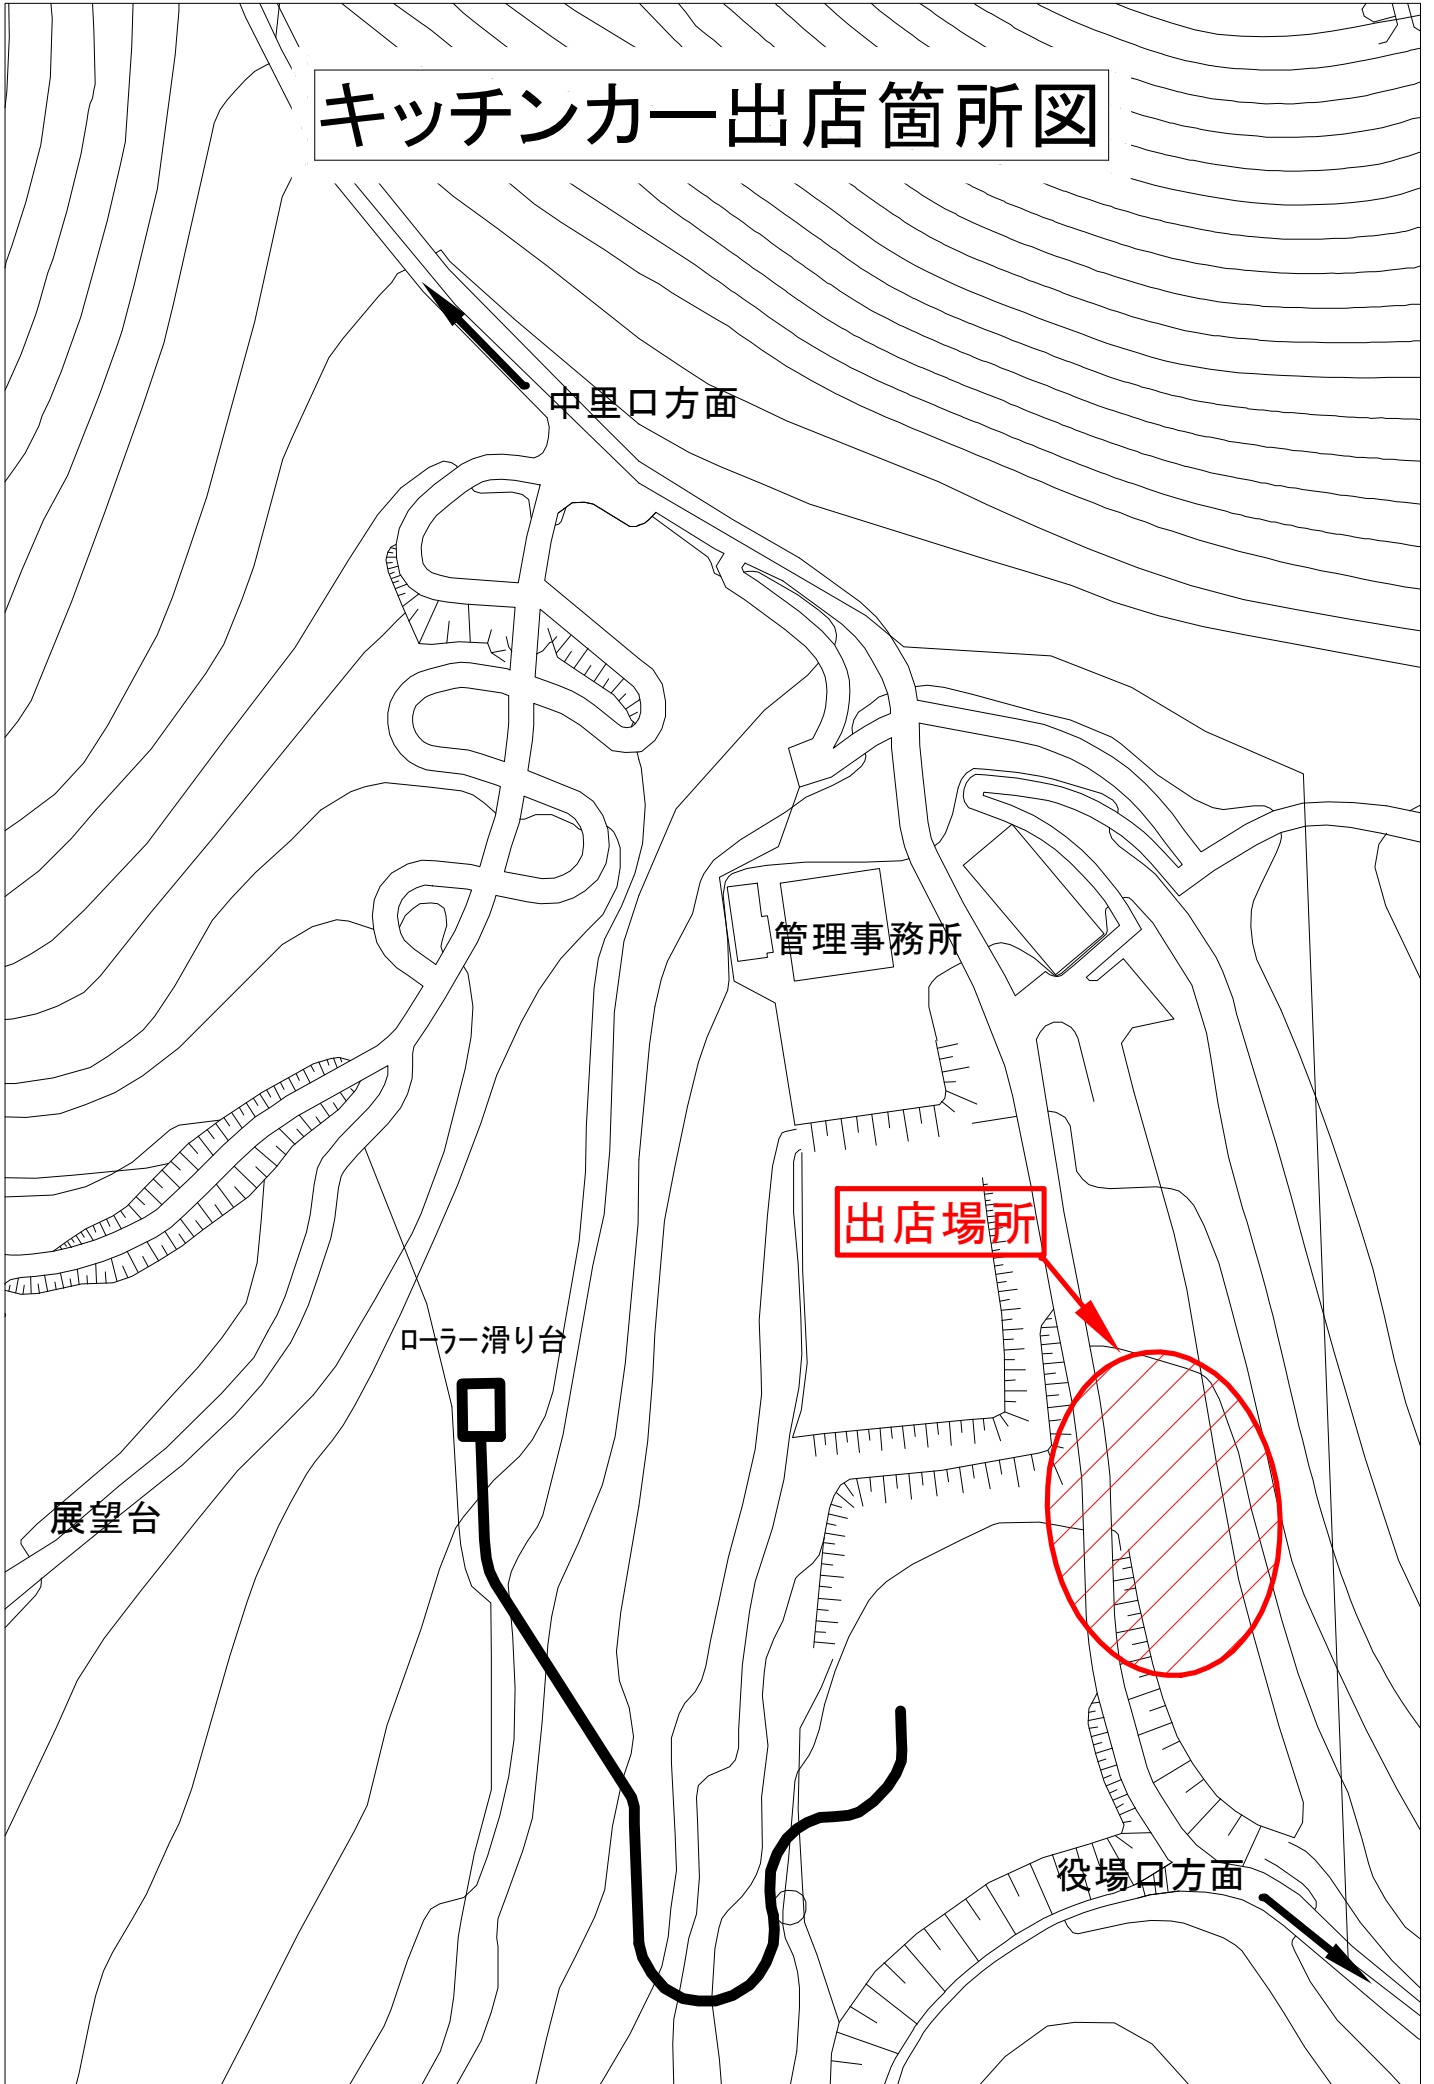 キッチンカー出店箇所図
中里口方面
管理事務所
出店場所
ローラー滑り台
展望台
役場口方面